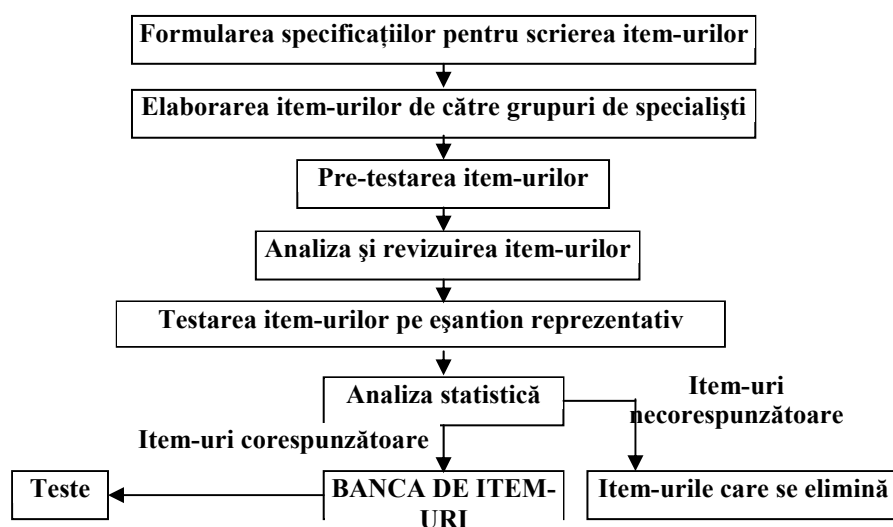 Formularea specificațiilor pentru scrierea item-urilor
Elaborarea item-urilor de către grupuri de specialişti
Pre-testarea item-urilor
Analiza şi revizuirea item-urilor
Testarea item-urilor pe eşantion reprezentativ
Analiza statistică
Item-uri
necorespunzătoare
Item-uri corespunzătoare
Teste
BANCA DE ITEM-
URI
Item-urile care se elimină